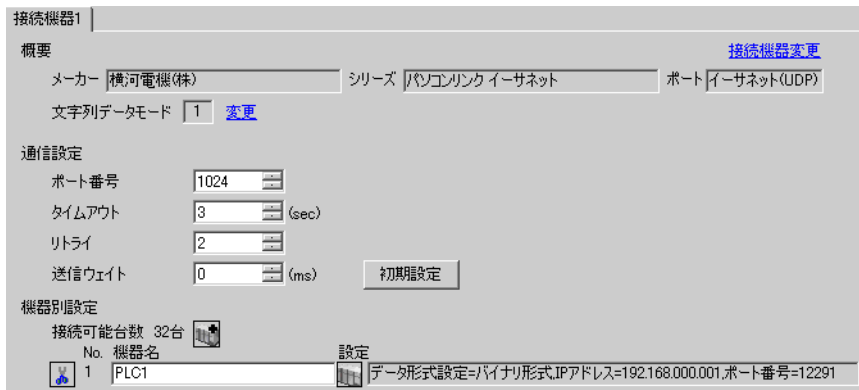 接続機器1
概要
接続機器変更
メーカー 横河電機(株) シリーズ パソコンリンク イーサネット ポート イーサネット(UDP)
文字列データモード 1 変更
通信設定
ポート番号 1024
タイムアウト 3 (sec)
リトライ 2
送信ウェイト 0 (ms) 初期設定
機器別設定
接続可能台数 32台
No. 機器名 設定
1 PLC1 データ形式設定=バイナリ形式,IPアドレス=192.168.000.001,ポート番号=12291